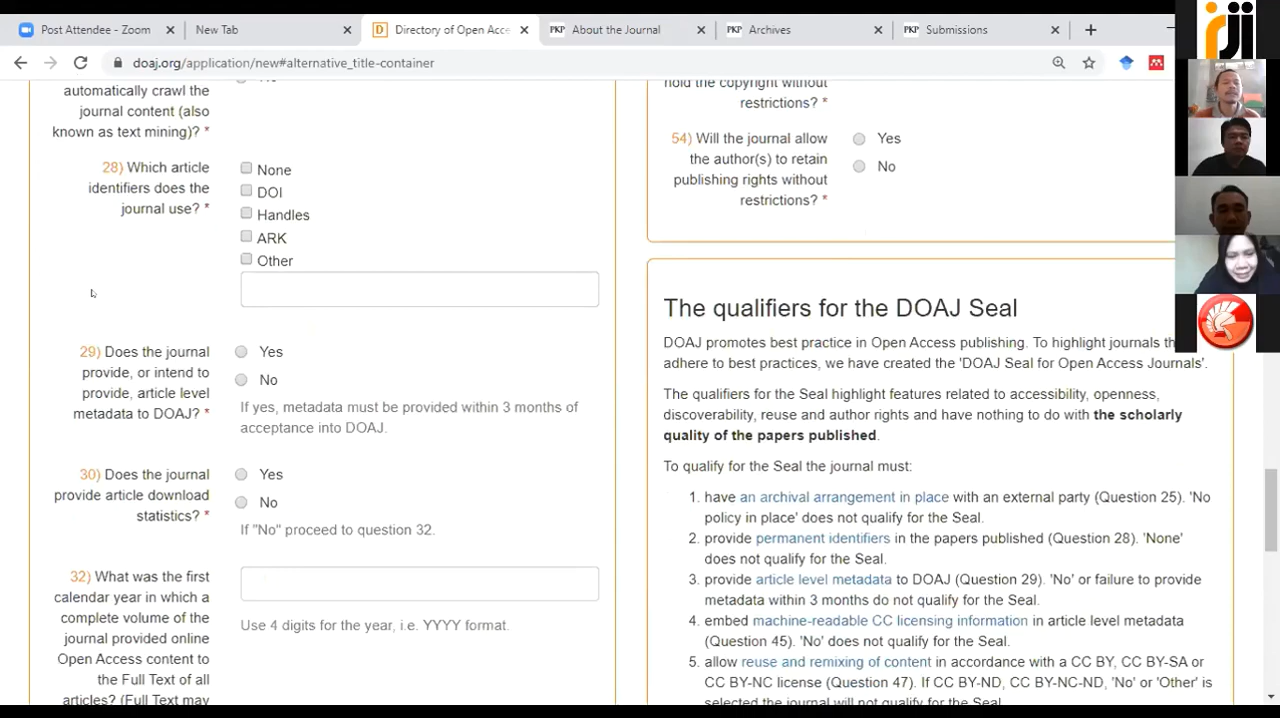 Post Attendee - Zoom
New Tab
Directory of Open Acce
PKP About the Journal
PKP Archives
PKP Submissions
doaj.org/application/new#alternative_title-container
automatically crawl the
journal content (also
known as text mining)? *
28) Which article
identifiers does the
journal use? *
None
DOI
Handles
ARK
Other
29) Does the journal
provide, or intend to
provide, article level
metadata to DOAJ? *
Yes
No
If yes, metadata must be provided within 3 months of
acceptance into DOAJ.
30) Does the journal
provide article download
statistics? *
Yes
No
If "No" proceed to question 32.
32) What was the first
calendar year in which a
complete volume of the
journal provided online
Open Access content to
the Full Text of all
articles? (Full Text may
Use 4 digits for the year, i.e. YYYY format.
hold the copyright without
restrictions? *
54) Will the journal allow
the author(s) to retain
publishing rights without
restrictions? *
Yes
No
The qualifiers for the DOAJ Seal
DOAJ promotes best practice in Open Access publishing. To highlight journals th
adhere to best practices, we have created the 'DOAJ Seal for Open Access Journals'.
The qualifiers for the Seal highlight features related to accessibility, openness,
discoverability, reuse and author rights and have nothing to do with the scholarly
quality of the papers published.
To qualify for the Seal the journal must:
1. have an archival arrangement in place with an external party (Question 25). 'No
policy in place' does not qualify for the Seal.
2. provide permanent identifiers in the papers published (Question 28). 'None'
does not qualify for the Seal.
3. provide article level metadata to DOAJ (Question 29). 'No' or failure to provide
metadata within 3 months do not qualify for the Seal.
4. embed machine-readable CC licensing information in article level metadata
(Question 45). 'No' does not qualify for the Seal.
5. allow reuse and remixing of content in accordance with a CC BY, CC BY-SA or
CC BY-NC license (Question 47). If CC BY-ND, CC BY-NC-ND, 'No' or 'Other' is
selected the journal will not qualify for the Seal.
rji